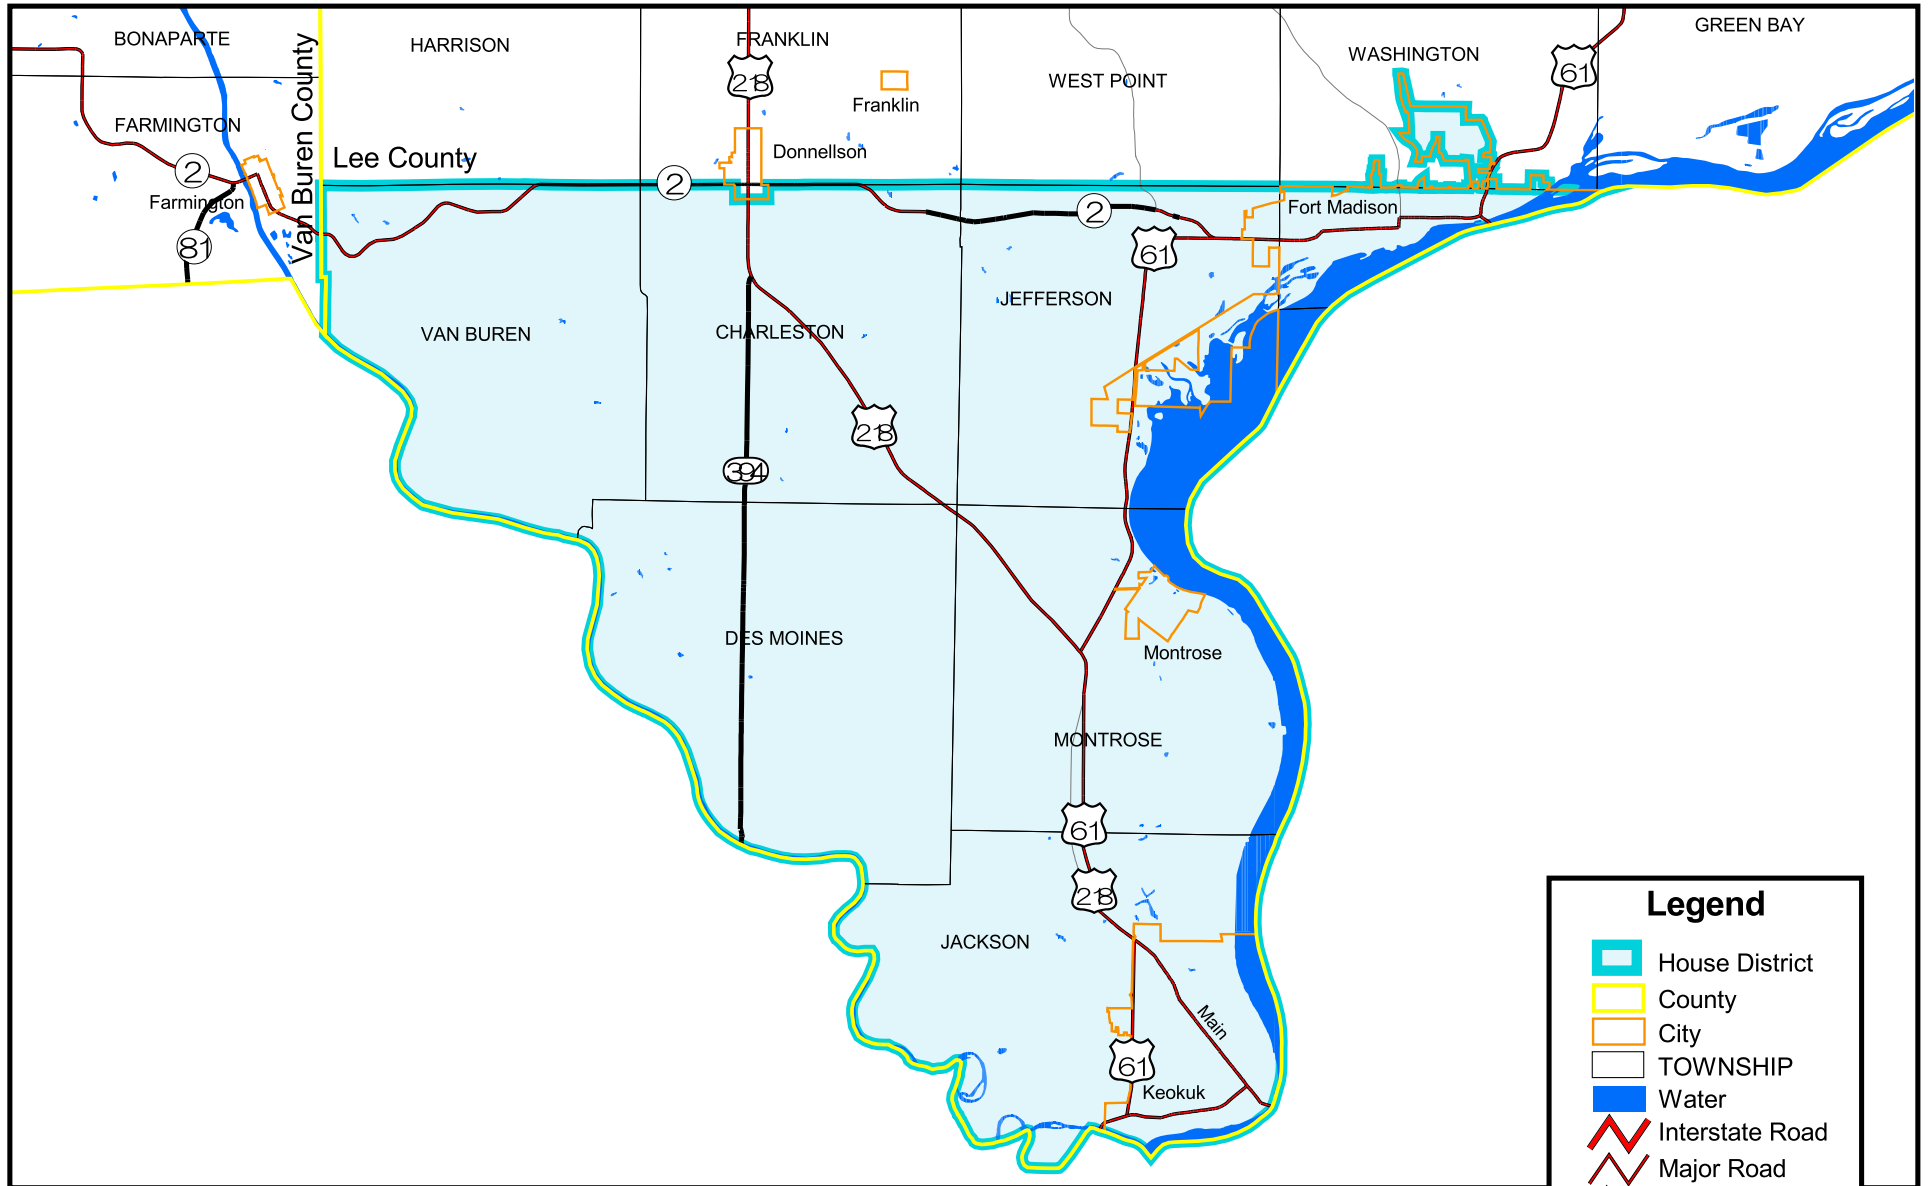 BONAPARTE
HARRISON
FRANKLIN
WASHINGTON
GREEN BAY
218
61
WEST POINT
Franklin
FARMINGTON
Van Buren County
Lee County
Donnellson
2
2
Farmington
Fort Madison
2
81
61
JEFFERSON
VAN BUREN
CHARLESTON
218
394
DES MOINES
Montrose
MONTROSE
61
218
JACKSON
Main
61
Keokuk
Legend
House District
County
City
TOWNSHIP
Water
Interstate Road
Major Road